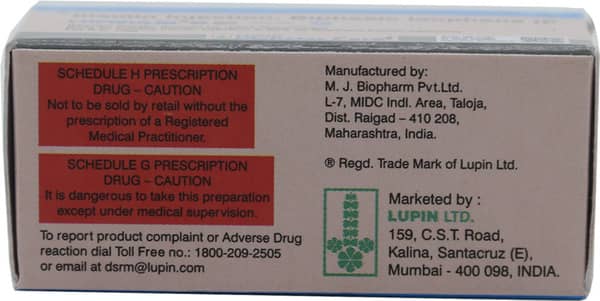 SCHEDULE H PRESCRIPTION
DRUG – CAUTION
Not to be sold by retail without the
prescription of a Registered
Medical Practitioner.
SCHEDULE G PRESCRIPTION
DRUG – CAUTION
It is dangerous to take this preparation
except under medical supervision.
To report product complaint or Adverse Drug
reaction dial Toll Free no.: 1800-209-2505
or email at dsrm@lupin.com
Manufactured by:
M. J. Biopharm Pvt.Ltd.
L-7, MIDC Indl. Area, Taloja,
Dist. Raigad – 410 208,
Maharashtra, India.
® Regd. Trade Mark of Lupin Ltd.
Marketed by :
LUPIN LTD.
159, C.S.T. Road,
Kalina, Santacruz (E),
Mumbai - 400 098, INDIA.